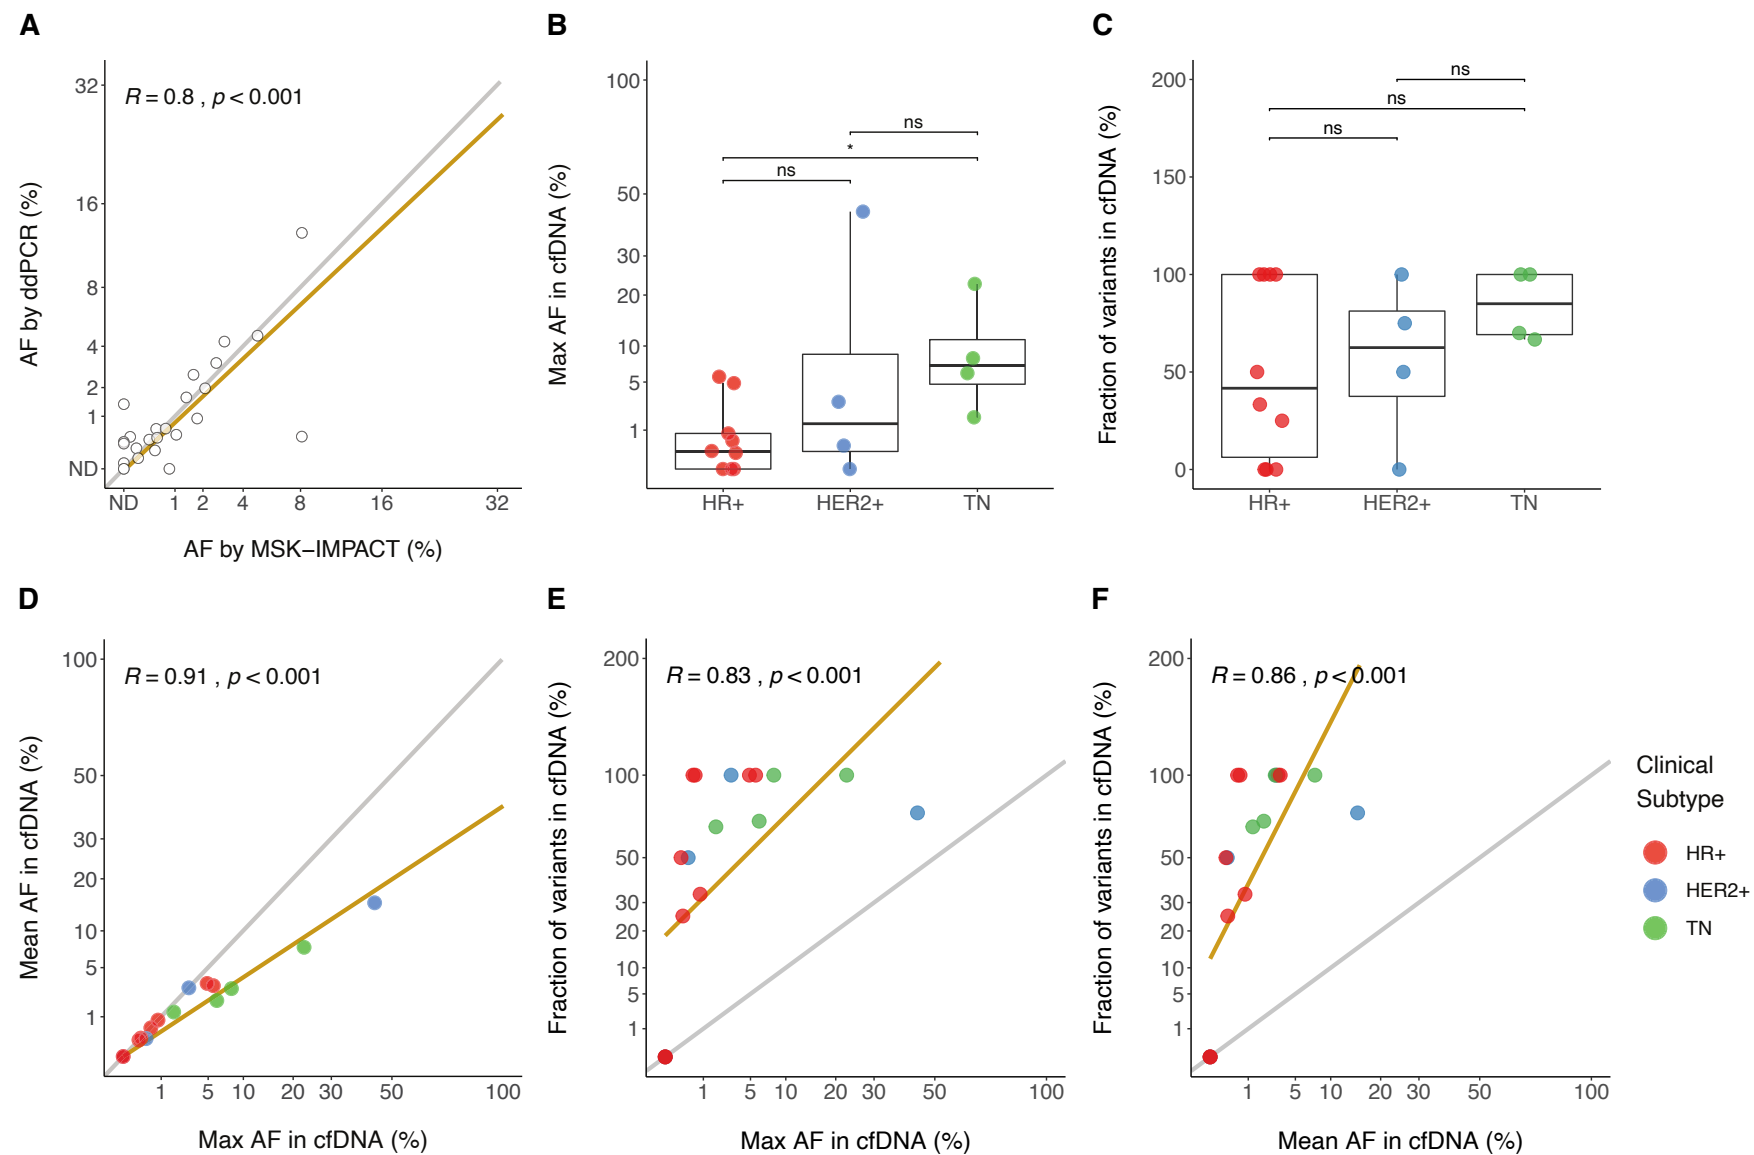 A
AF by ddPCR (%)
32
16
8
4
2
1
ND
R = 0.8 , p < 0.001
ND 1 2 4 8 16 32
AF by MSK−IMPACT (%)
B
Max AF in cfDNA (%)
100
50
30
20
10
5
1
ns
*
ns
HR+ HER2+ TN
C
Fraction of variants in cfDNA (%)
200
150
100
50
0
ns
ns
ns
HR+ HER2+ TN
D
Mean AF in cfDNA (%)
100
50
30
20
10
5
1
R = 0.91 , p < 0.001
1 5 10 20 30 50 100
Max AF in cfDNA (%)
E
Fraction of variants in cfDNA (%)
200
100
50
30
20
10
5
1
R = 0.83 , p < 0.001
1 5 10 20 30 50 100
Max AF in cfDNA (%)
F
Fraction of variants in cfDNA (%)
200
100
50
30
20
10
5
1
R = 0.86 , p < 0.001
1 5 10 20 30 50 100
Mean AF in cfDNA (%)
Clinical
Subtype
HR+
HER2+
TN